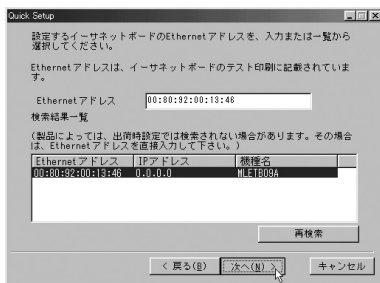 Quick Setup
設定するイーサネットボードのEthernetアドレスを、入力または一覧から
選択してください。
Ethernetアドレスは、イーサネットボードのテスト印刷に記載されていま
す。
Ethernetアドレス 00:80:92:00:13:46
検索結果一覧
(製品によっては、出荷時設定では検索されない場合があります。その場合
は、Ethernetアドレスを直接入力して下さい。)
Ethernetアドレス IPアドレス 機種名
00:80:92:00:13:46 0.0.0.0 MLETB09A
再検索
< 戻る(B) 次へ(N) > キャンセル